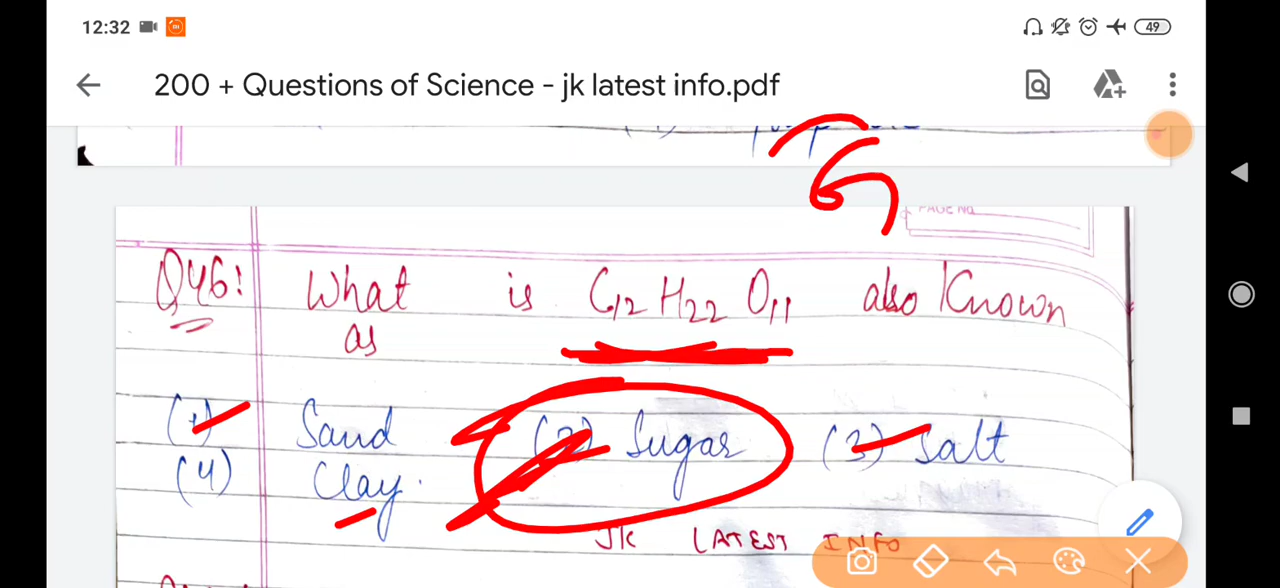 12:32
49
200 + Questions of Science - jk latest info.pdf
PAGE NO.
Q46: What is C12 H22 O11 also Known
as
(1) Sand (2) Sugar (3) Salt
(4) Clay.
JK LATEST INFO